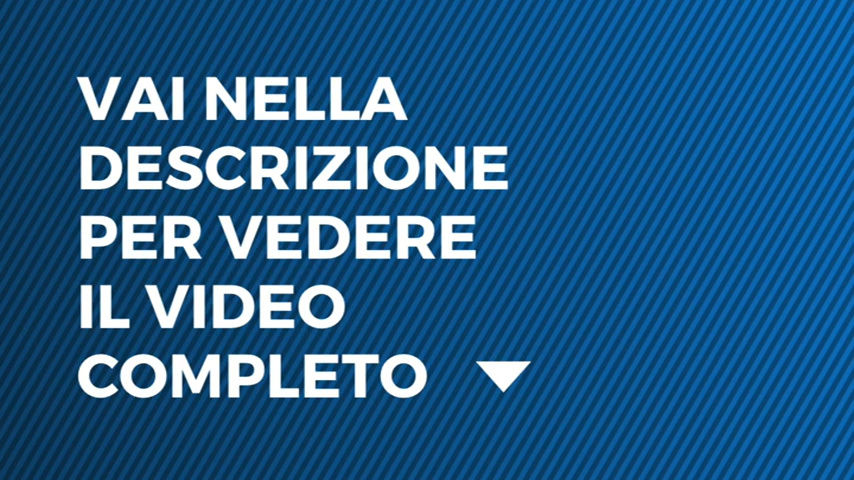 VAI NELLA
DESCRIZIONE
PER VEDERE
IL VIDEO
COMPLETO